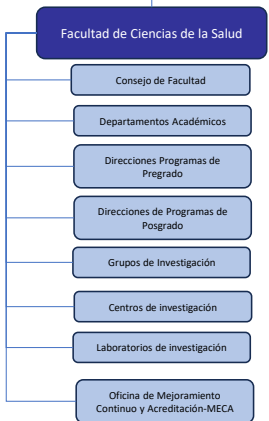 Facultad de Ciencias de la Salud
Consejo de Facultad
Departamentos Académicos
Direcciones Programas de
Pregrado
Direcciones de Programas de
Posgrado
Grupos de Investigación
Centros de investigación
Laboratorios de investigación
Oficina de Mejoramiento
Continuo y Acreditación-MECA